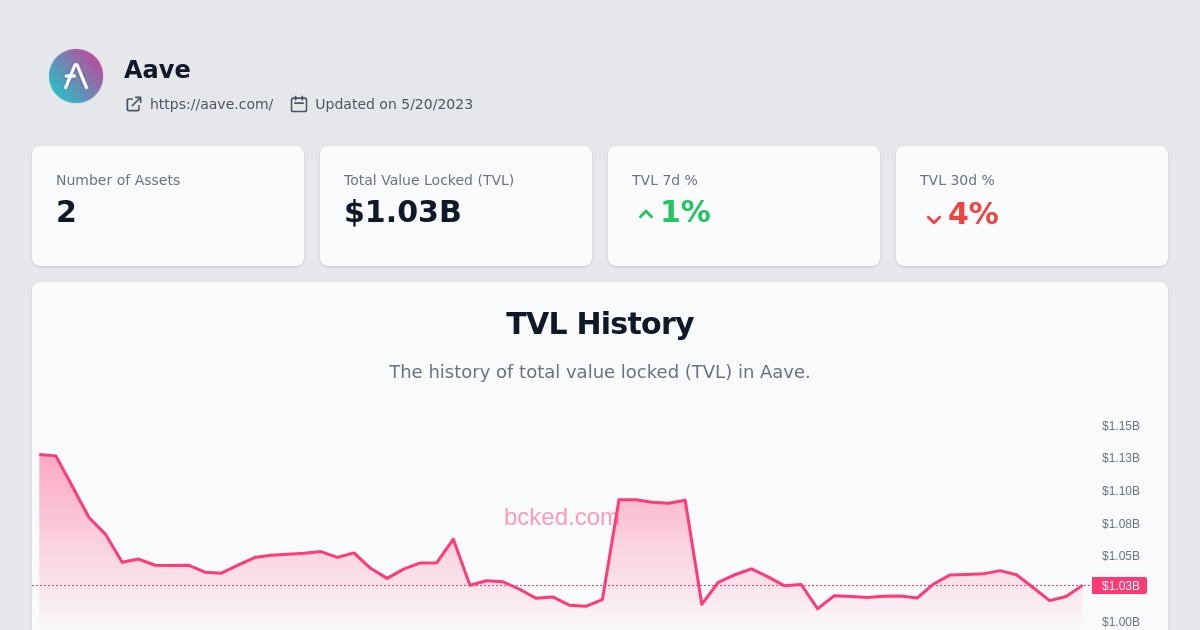 Aave
https://aave.com/ Updated on 5/20/2023
Number of Assets
2
Total Value Locked (TVL)
$1.03B
TVL 7d %
1%
TVL 30d %
4%
TVL History
The history of total value locked (TVL) in Aave.
$1.15B
$1.13B
$1.10B
bcked.com
$1.08B
$1.05B
$1.03B
$1.00B